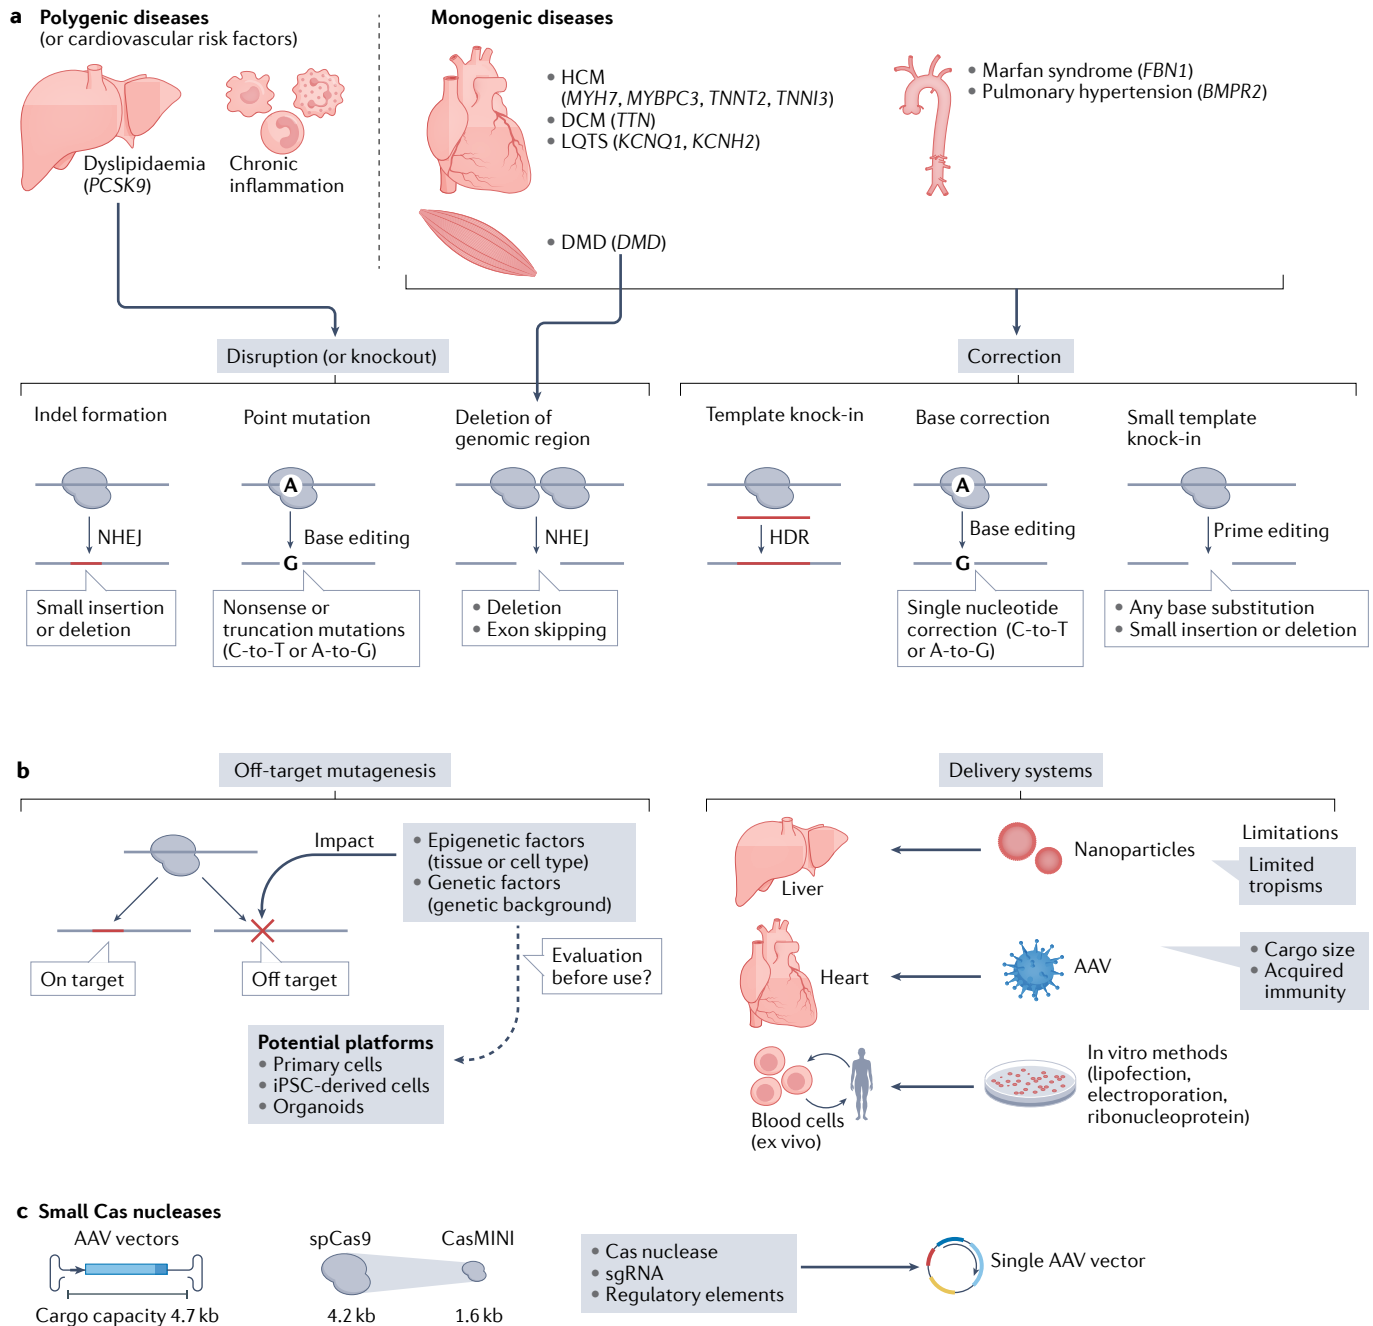 a Polygenic diseases
(or cardiovascular risk factors)
Dyslipidaemia
(PCSK9)
Chronic
inflammation
Monogenic diseases
• HCM
(MYH7, MYBPC3, TNNT2, TNNI3)
• DCM (TTN)
• LQTS (KCNQ1, KCNH2)
• Marfan syndrome (FBN1)
• Pulmonary hypertension (BMPR2)
• DMD (DMD)
Disruption (or knockout)
Indel formation
NHEJ
Small insertion
or deletion
Point mutation
A
Base editing
G
Nonsense or
truncation mutations
(C-to-T or A-to-G)
Deletion of
genomic region
NHEJ
• Deletion
• Exon skipping
Correction
Template knock-in
HDR
Base correction
A
Base editing
G
Single nucleotide
correction (C-to-T
or A-to-G)
Small template
knock-in
Prime editing
• Any base substitution
• Small insertion or deletion
b
Off-target mutagenesis
Impact
• Epigenetic factors
(tissue or cell type)
• Genetic factors
(genetic background)
On target
Off target
Evaluation
before use?
Potential platforms
• Primary cells
• iPSC-derived cells
• Organoids
Delivery systems
Liver
Nanoparticles
Limitations
Limited
tropisms
Heart
AAV
• Cargo size
• Acquired
immunity
Blood cells
(ex vivo)
In vitro methods
(lipofection,
electroporation,
ribonucleoprotein)
c Small Cas nucleases
AAV vectors
Cargo capacity 4.7 kb
spCas9
4.2 kb
CasMINI
1.6 kb
• Cas nuclease
• sgRNA
• Regulatory elements
Single AAV vector